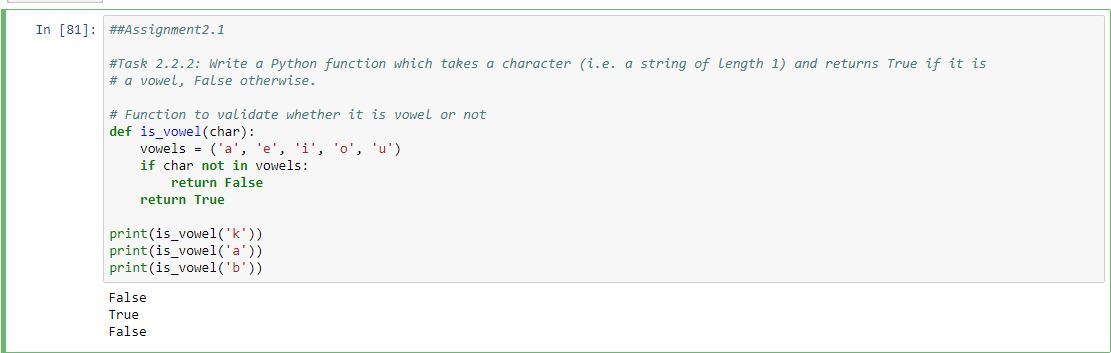 In [81]: ##Assignment2.1
#Task 2.2.2: Write a Python function which takes a character (i.e. a string of length 1) and returns True if it is
# a vowel, False otherwise.
# Function to validate whether it is vowel or not
def is_vowel(char):
    vowels = ('a', 'e', 'i', 'o', 'u')
    if char not in vowels:
        return False
    return True
print(is_vowel('k'))
print(is_vowel('a'))
print(is_vowel('b'))
False
True
False